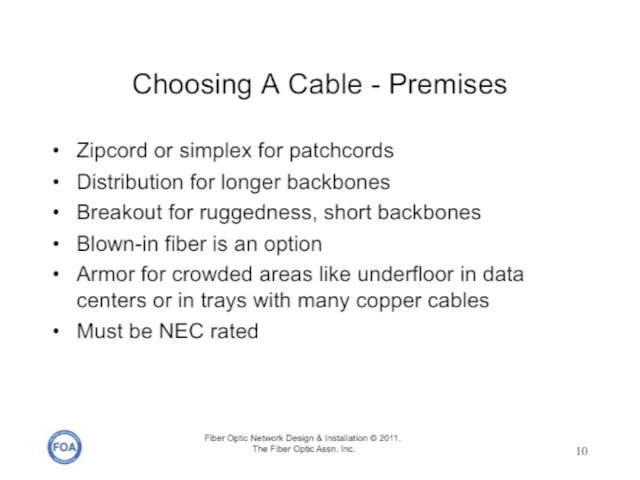 Choosing A Cable - Premises
• Zipcord or simplex for patchcords
• Distribution for longer backbones
• Breakout for ruggedness, short backbones
• Blown-in fiber is an option
• Armor for crowded areas like underfloor in data
centers or in trays with many copper cables
• Must be NEC rated
FOA
Fiber Optic Network Design & Installation © 2011,
The Fiber Optic Assn. Inc.
10